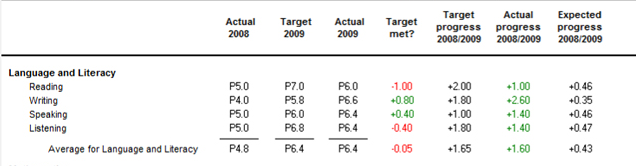 Actual 2008 Target 2009 Actual 2009 Target met? Target progress 2008/2009 Actual progress 2008/2009 Expected progress 2008/2009
Language and Literacy
Reading P5.0 P7.0 P6.0 -1.00 +2.00 +1.00 +0.46
Writing P4.0 P5.8 P6.6 +0.80 +1.80 +2.60 +0.35
Speaking P5.0 P6.0 P6.4 +0.40 +1.00 +1.40 +0.46
Listening P5.0 P6.8 P6.4 -0.40 +1.80 +1.40 +0.47
Average for Language and Literacy P4.8 P6.4 P6.4 -0.05 +1.65 +1.60 +0.43